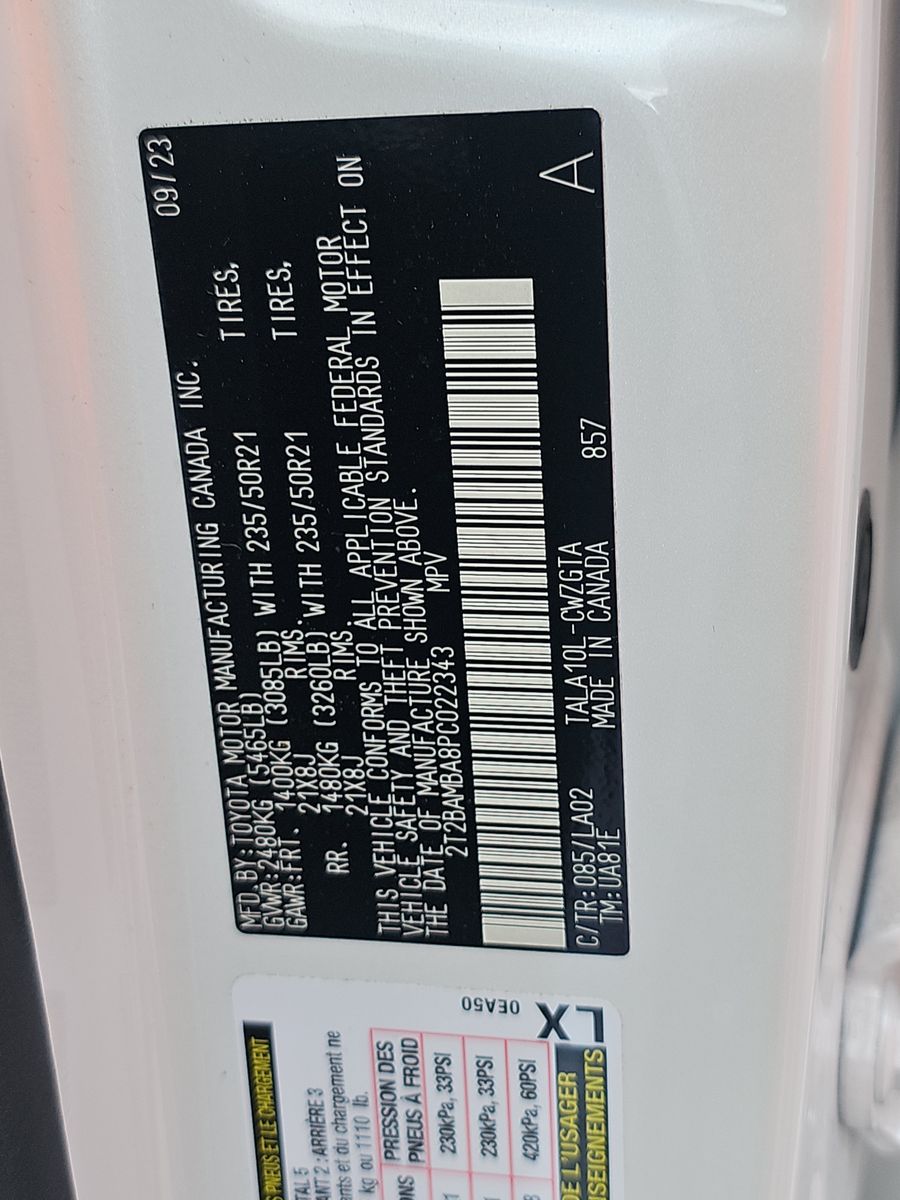 09/23
MFD.BY:TOYOTA MOTOR MANUFACTURING CANADA INC.
GVWR:2480KG (5465LB)
GAWR:FRT. 1400KG (3085LB) WITH 235/50R21 TIRES,
21X8J RIMS.
RR. 1480KG (3260LB) WITH 235/50R21 TIRES,
21X8J RIMS.
THIS VEHICLE CONFORMS TO ALL APPLICABLE FEDERAL MOTOR
VEHICLE SAFETY AND THEFT PREVENTION STANDARDS IN EFFECT ON
THE DATE OF MANUFACTURE SHOWN ABOVE.
2T2BAMBA8PC022343 MPV
C/TR:085/LA02 TALA10L-CWZGTA 857 A
TM:UA81E MADE IN CANADA
PNEUS ET LE CHARGEMENT
5
2 : ARRIÈRE 3
et du chargement ne
kg ou 1110 lb.
PRESSION DES
PNEUS À FROID
230kPa, 33PSI
230kPa, 33PSI
420kPa, 60PSI
DE L'USAGER
0EA50
LX